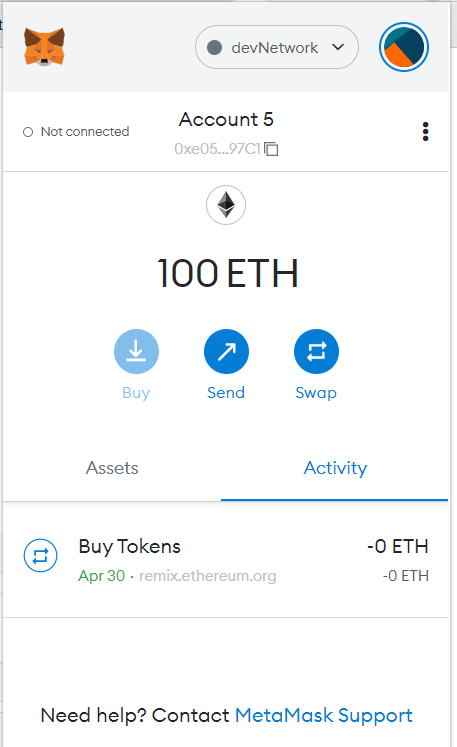 devNetwork
Not connected
Account 5
0xe05...97C1
100 ETH
Buy Send Swap
Assets Activity
Buy Tokens -0 ETH
Apr 30 · remix.ethereum.org -0 ETH
Need help? Contact MetaMask Support